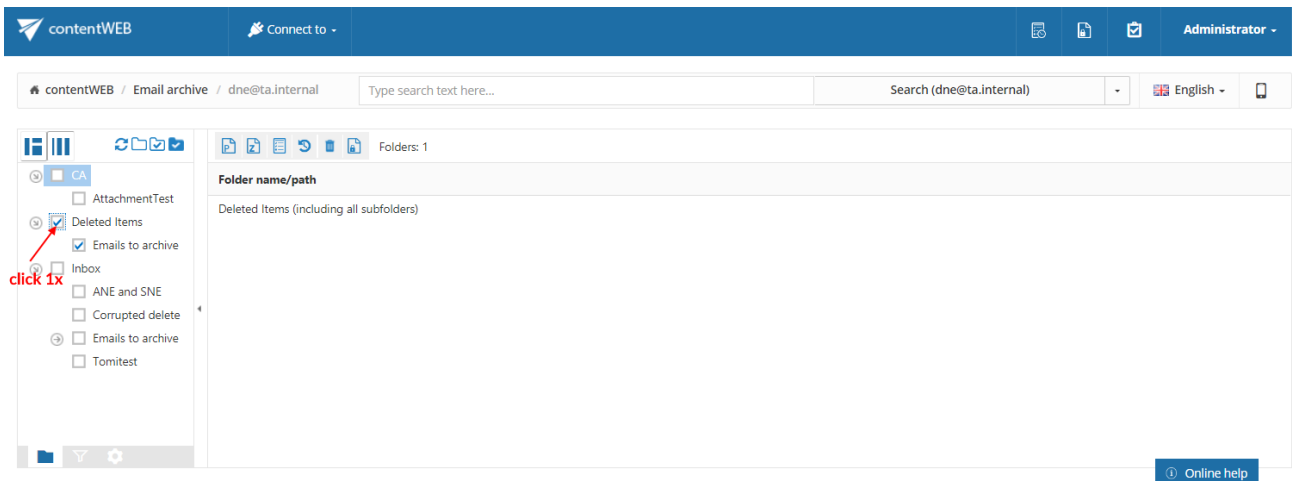 contentWEB
Connect to
Administrator
contentWEB / Email archive / dne@ta.internal
Type search text here...
Search (dne@ta.internal)
English
Folders: 1
CA
Folder name/path
AttachmentTest
Deleted Items (including all subfolders)
Deleted Items
Emails to archive
Inbox
click 1x
ANE and SNE
Corrupted delete
Emails to archive
Tomitest
Online help